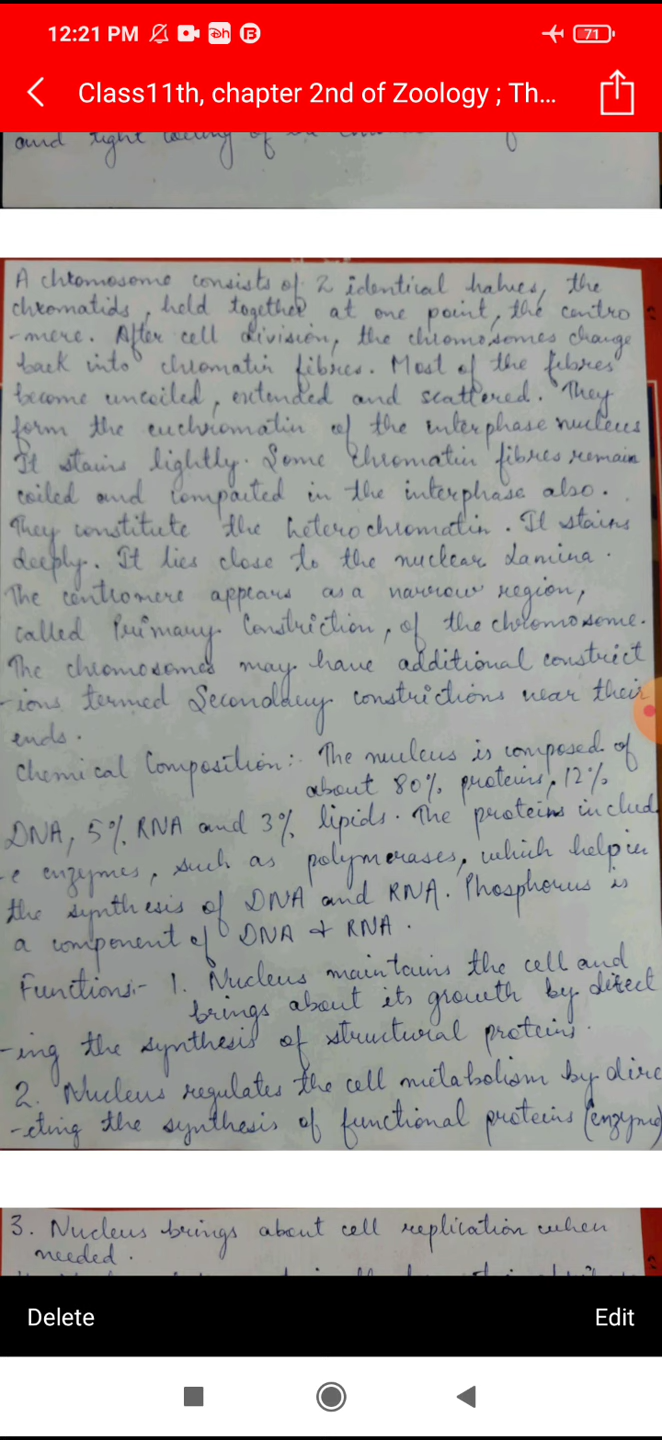 12:21 PM
71
Class11th, chapter 2nd of Zoology ; Th...
and tight coiling of
A chromosome consists of 2 identical halves, the
chromatids, held together at one point, the centro
-mere. After cell division, the chromosomes change
back into chromatin fibres. Most of the fibres
become uncoiled, extended and scattered. They
form the euchromatin of the interphase nucleus
It stains lightly. Some chromatin fibres remain
coiled and compacted in the interphase also.
They constitute the heterochromatin. It stains
deeply. It lies close to the nuclear Lamina.
The centromere appears as a narrow region,
called Primary Constriction, of the chromosome.
The chromosomes may have additional constrict
-ions termed Secondary constrictions near their
ends.
Chemical Composition:- The nucleus is composed of
about 80% proteins, 12%
DNA, 5% RNA and 3% lipids. The proteins includ
-e enzymes, such as polymerases, which help in
the synthesis of DNA and RNA. Phosphorus is
a component of DNA & RNA.
Functions:- 1. Nucleus maintains the cell and
brings about its growth by direct
-ing the synthesis of structural proteins.
2. Nucleus regulates the cell metabolism by dire
-cting the synthesis of functional proteins (enzyme)
3. Nucleus brings about cell replication when
needed.
Delete
Edit